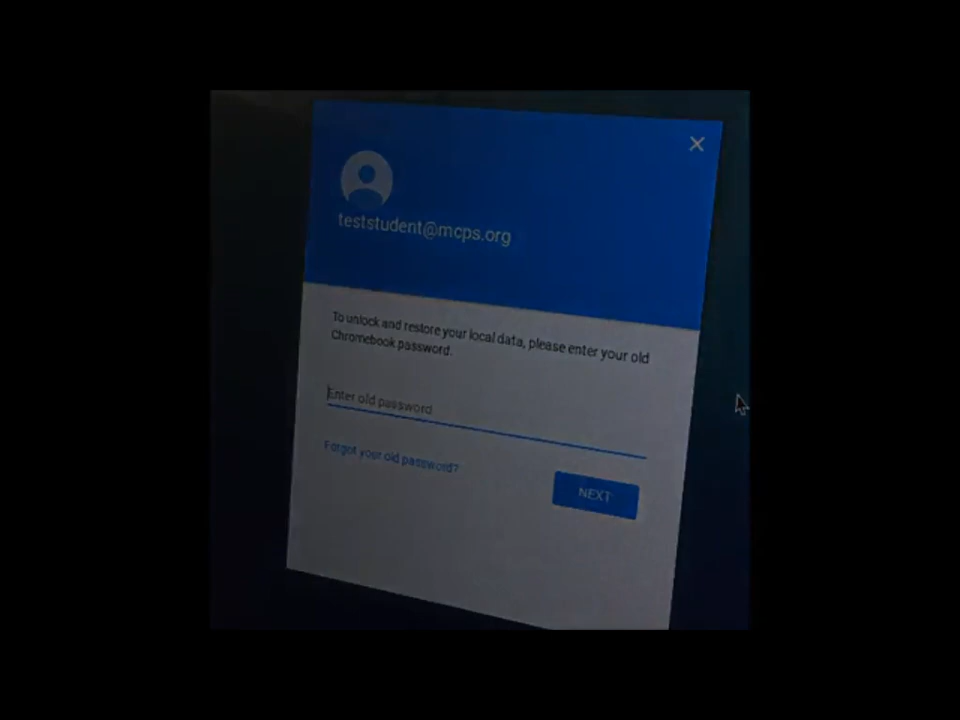 teststudent@mcps.org
To unlock and restore your local data, please enter your old
Chromebook password.
Enter old password
Forgot your old password?
NEXT